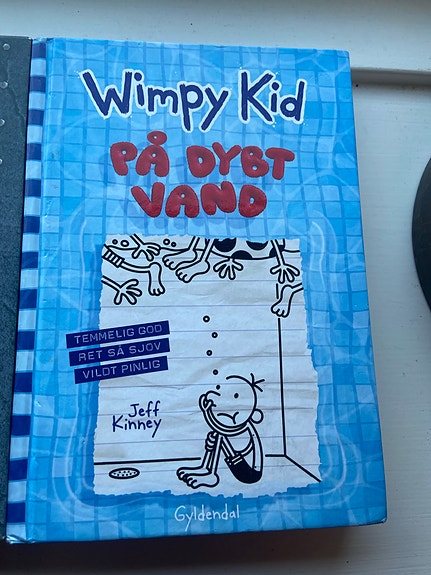 Wimpy Kid
PÅ DYBT
VAND
TEMMELIG GOD
RET SÅ SJOV
VILDT PINLIG
Jeff
Kinney
Gyldendal